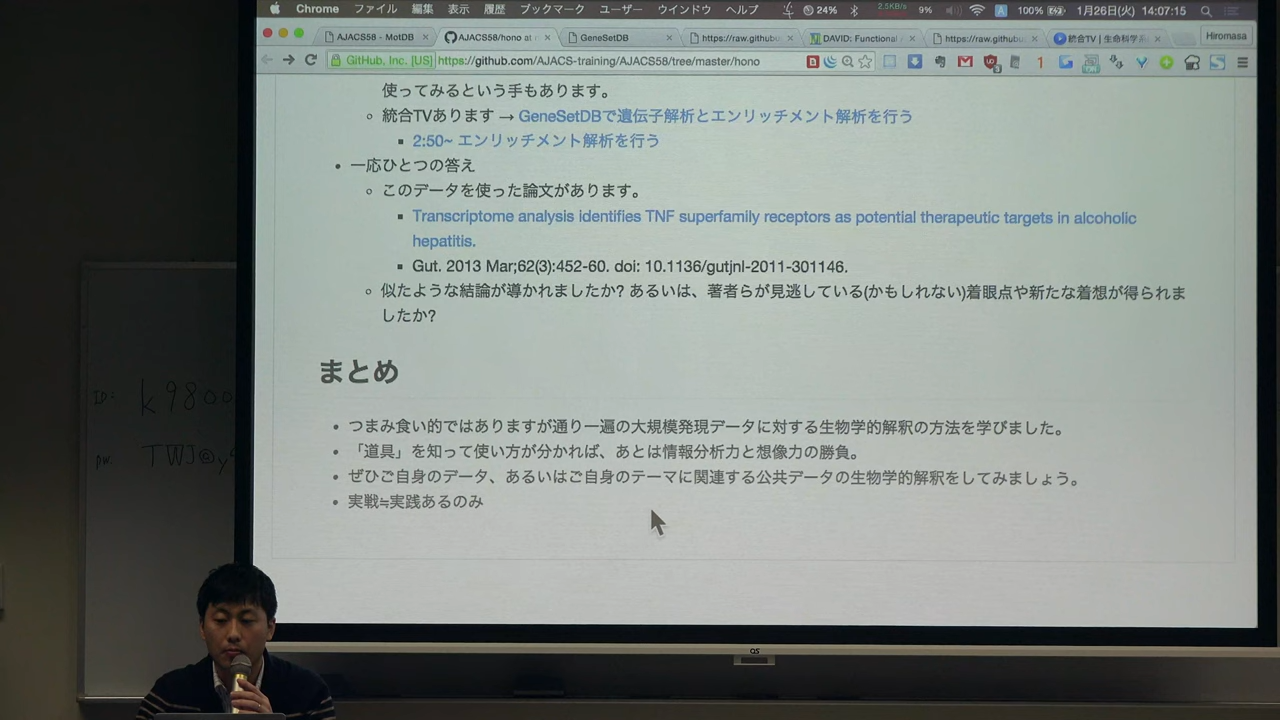 Chrome ファイル 編集 表示 履歴 ブックマーク ユーザー ウインドウ ヘルプ 24% 2.5KB/s 9% A 100% 1月26日(火) 14:07:15
AJACS58 - MotDB × AJACS58/hono at × GeneSetDB × https://raw.githubu × DAVID: Functional × https://raw.githubu × 統合TV | 生命科学系 × Hiromasa
GitHub, Inc. [US] https://github.com/AJACS-training/AJACS58/tree/master/hono
使ってみるという手もあります。
統合TVあります → GeneSetDBで遺伝子解析とエンリッチメント解析を行う
2:50~ エンリッチメント解析を行う
一応ひとつの答え
このデータを使った論文があります。
Transcriptome analysis identifies TNF superfamily receptors as potential therapeutic targets in alcoholic
hepatitis.
Gut. 2013 Mar;62(3):452-60. doi: 10.1136/gutjnl-2011-301146.
似たような結論が導かれましたか? あるいは、著者らが見逃している(かもしれない)着眼点や新たな着想が得られま
したか?
まとめ
つまみ食い的ではありますが通り一遍の大規模発現データに対する生物学的解釈の方法を学びました。
「道具」を知って使い方が分かれば、あとは情報分析力と想像力の勝負。
ぜひご自身のデータ、あるいはご自身のテーマに関連する公共データの生物学的解釈をしてみましょう。
実戦≒実践あるのみ
ID: k9800
pw. TWJ@y
OS